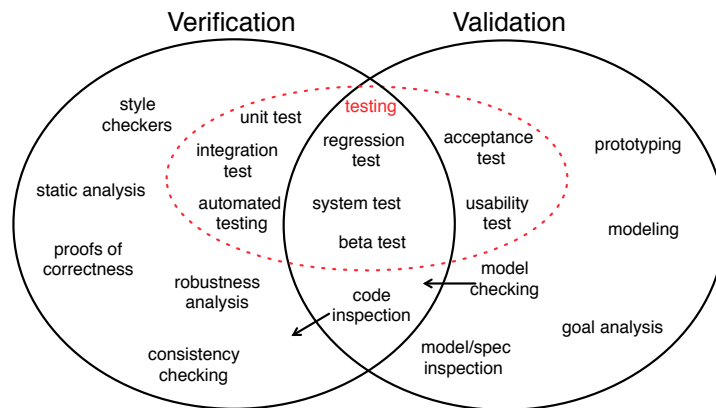 Verification
Validation
style
checkers
unit test
testing
integration
test
regression
test
acceptance
test
prototyping
static analysis
automated
testing
system test
usability
test
beta test
modeling
proofs of
correctness
robustness
analysis
code
inspection
model
checking
goal analysis
consistency
checking
model/spec
inspection